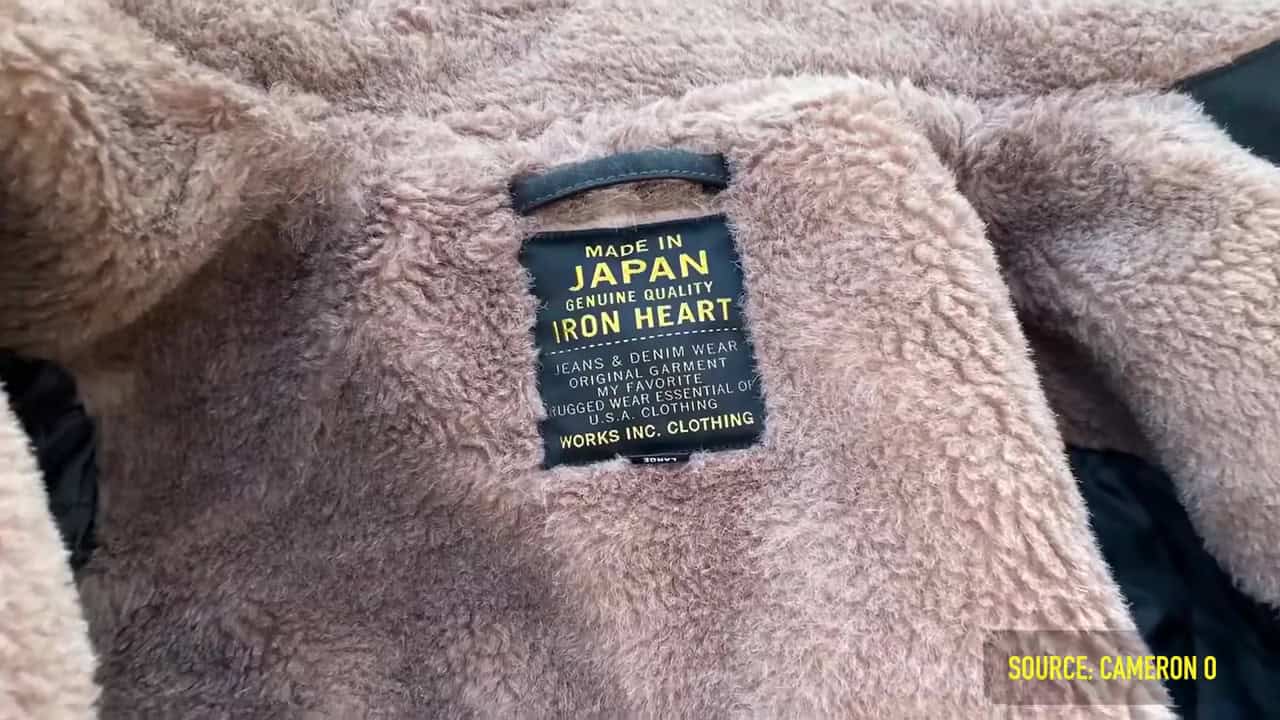 MADE IN
JAPAN
GENUINE QUALITY
IRON HEART
JEANS & DENIM WEAR
ORIGINAL GARMENT
MY FAVORITE
RUGGED WEAR ESSENTIAL OF
U.S.A. CLOTHING
WORKS INC. CLOTHING
LARGE
SOURCE: CAMERON O